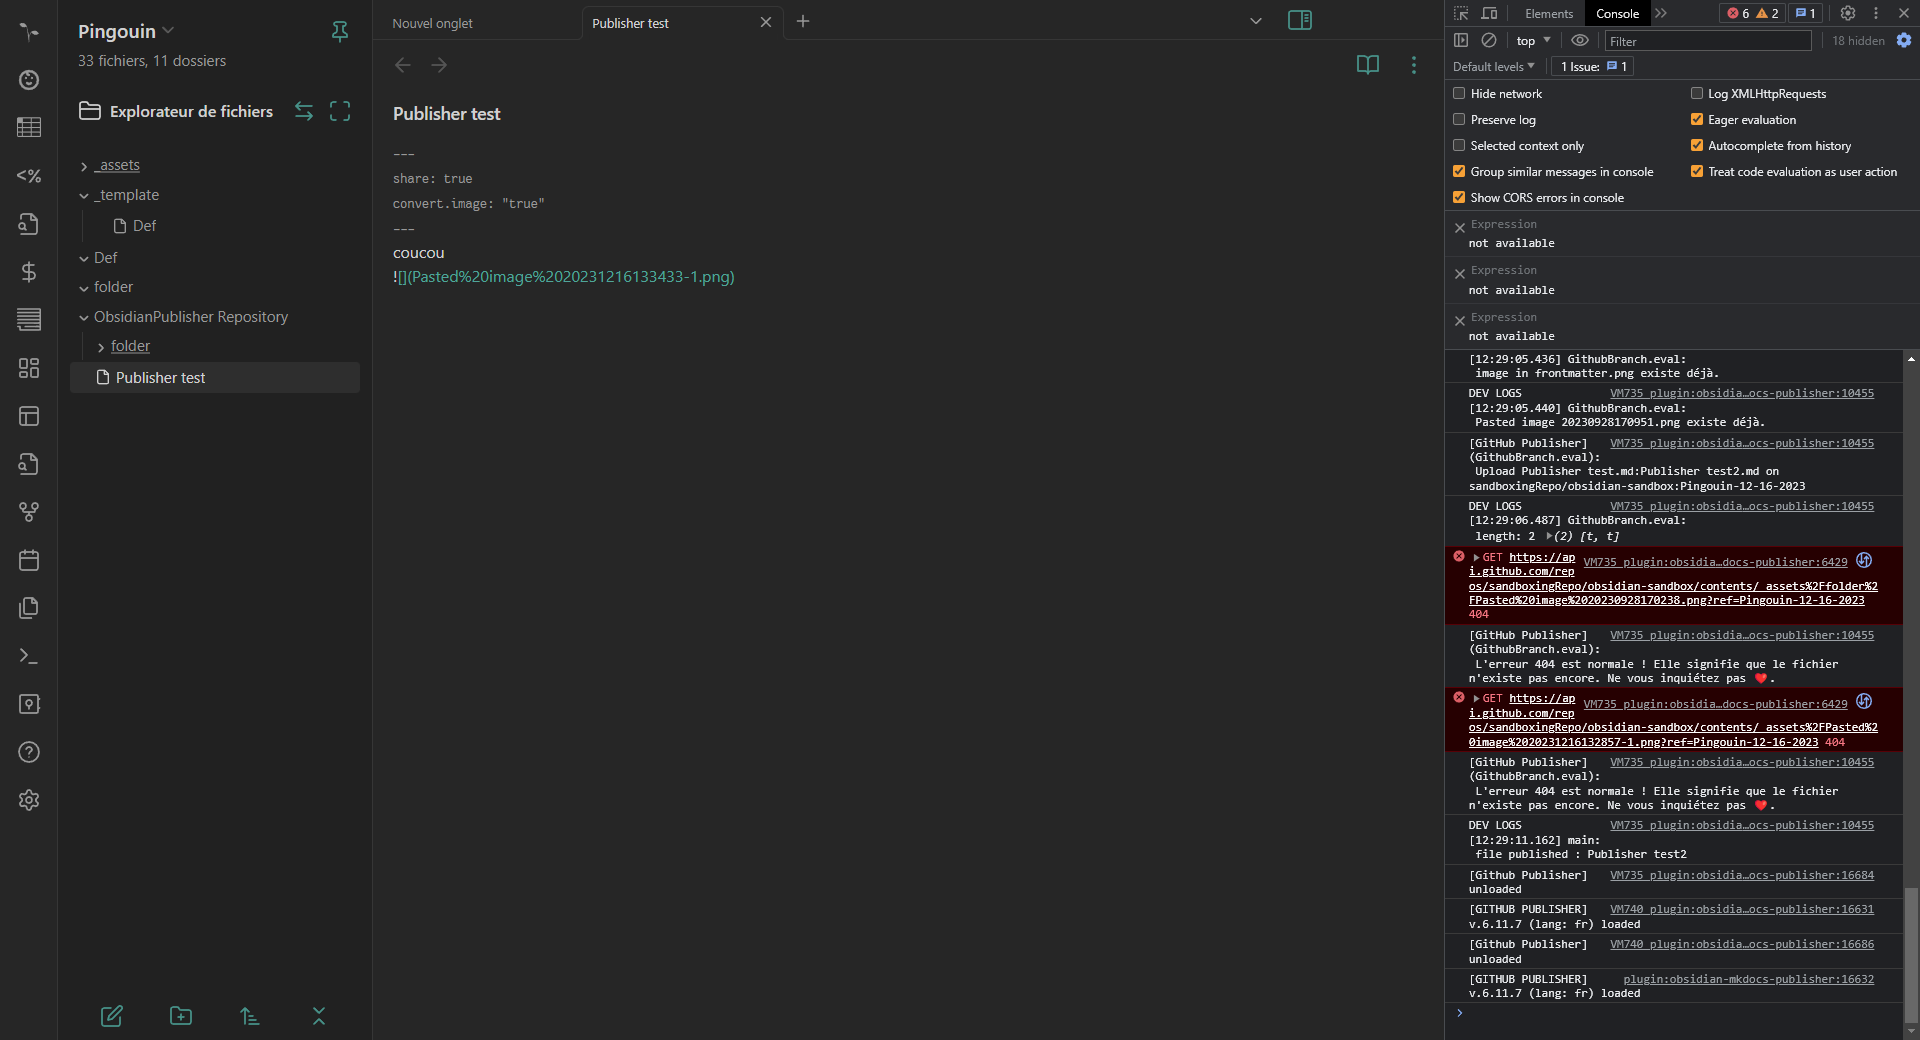 Pingouin
33 fichiers, 11 dossiers
Explorateur de fichiers
_assets
_template
Def
Def
folder
ObsidianPublisher Repository
folder
Publisher test
<%
Nouvel onglet
Publisher test
Publisher test
---
share: true
convert.image: "true"
---
coucou
![](Pasted%20image%2020231216133433-1.png)
Elements
Console
6
2
1
top
Filter
18 hidden
Default levels
1 Issue:
1
Hide network
Log XMLHttpRequests
Preserve log
Eager evaluation
Selected context only
Autocomplete from history
Group similar messages in console
Treat code evaluation as user action
Show CORS errors in console
Expression
not available
Expression
not available
Expression
not available
[12:29:05.436] GithubBranch.eval:
image in frontmatter.png existe déjà.
DEV LOGS VM735 plugin:obsidia…ocs-publisher:10455
[12:29:05.440] GithubBranch.eval:
Pasted image 20230928170951.png existe déjà.
[GitHub Publisher] VM735 plugin:obsidia…ocs-publisher:10455
(GithubBranch.eval):
Upload Publisher test.md:Publisher test2.md on
sandboxingRepo/obsidian-sandbox:Pingouin-12-16-2023
DEV LOGS VM735 plugin:obsidia…ocs-publisher:10455
[12:29:06.487] GithubBranch.eval:
length: 2 (2) [t, t]
GET https://ap VM735 plugin:obsidia…docs-publisher:6429
i.github.com/rep
os/sandboxingRepo/obsidian-sandbox/contents/_assets%2Ffolder%2
FPasted%20image%2020230928170238.png?ref=Pingouin-12-16-2023
404
[GitHub Publisher] VM735 plugin:obsidia…ocs-publisher:10455
(GithubBranch.eval):
L'erreur 404 est normale ! Elle signifie que le fichier
n'existe pas encore. Ne vous inquiétez pas ❤️.
GET https://ap VM735 plugin:obsidia…docs-publisher:6429
i.github.com/rep
os/sandboxingRepo/obsidian-sandbox/contents/_assets%2FPasted%2
0image%2020231216132857-1.png?ref=Pingouin-12-16-2023 404
[GitHub Publisher] VM735 plugin:obsidia…ocs-publisher:10455
(GithubBranch.eval):
L'erreur 404 est normale ! Elle signifie que le fichier
n'existe pas encore. Ne vous inquiétez pas ❤️.
DEV LOGS VM735 plugin:obsidia…ocs-publisher:10455
[12:29:11.162] main:
file published : Publisher test2
[Github Publisher] VM735 plugin:obsidia…ocs-publisher:16684
unloaded
[GITHUB PUBLISHER] VM740 plugin:obsidia…ocs-publisher:16631
v.6.11.7 (lang: fr) loaded
[Github Publisher] VM740 plugin:obsidia…ocs-publisher:16686
unloaded
[GITHUB PUBLISHER] plugin:obsidian-mkdocs-publisher:16632
v.6.11.7 (lang: fr) loaded